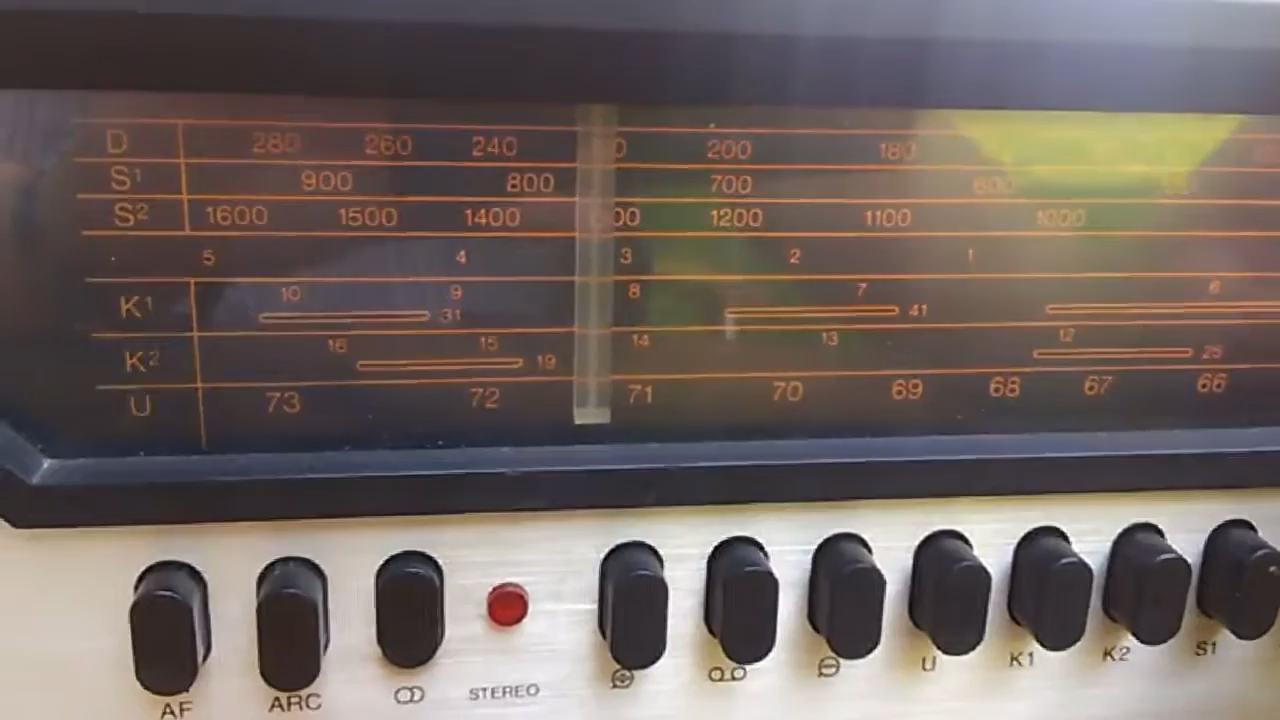 D 280 260 240 200 180
S1 900 800 700 600
S2 1600 1500 1400 1200 1100 1000
5 4 3 2 1
10 9 8 7 6
K1 31 41
16 15 14 13 12
K2 19 25
U 73 72 71 70 69 68 67 66
AF ARC STEREO U K1 K2 S1